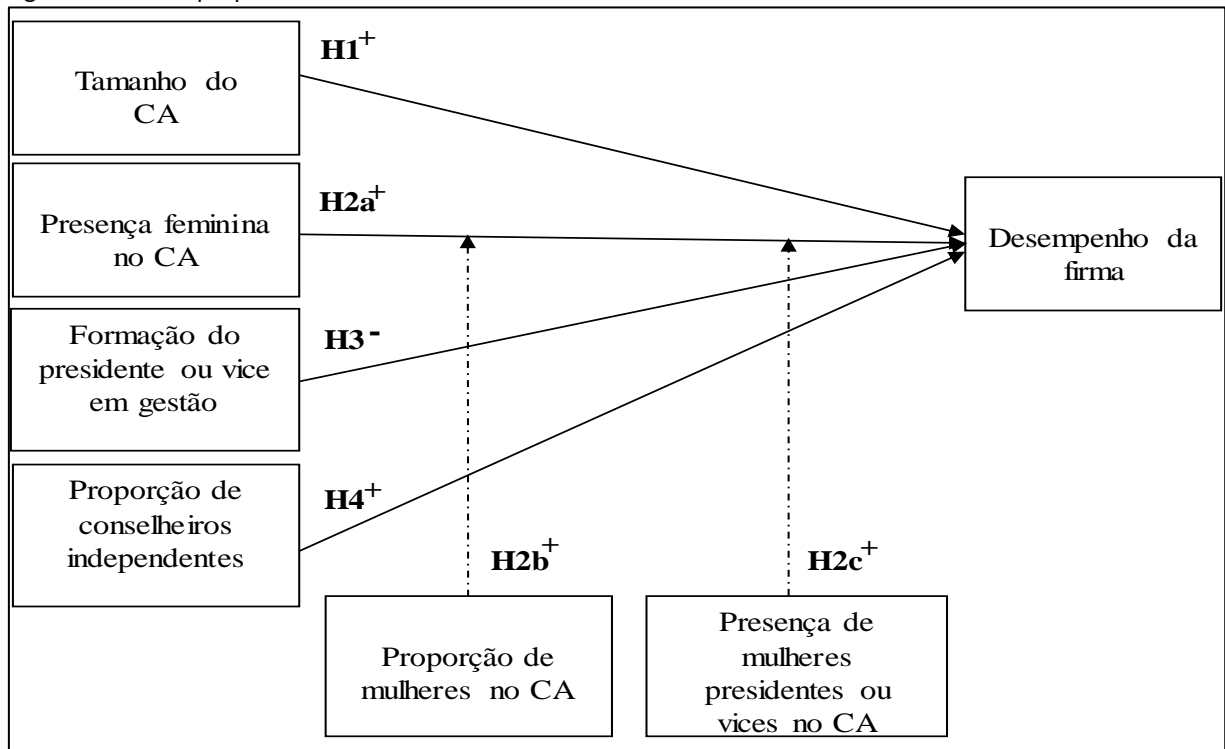 H1+
Tamanho do
CA
H2a+
Presença feminina
no CA
Desempenho da
firma
H3-
Formação do
presidente ou vice
em gestão
H4+
Proporção de
conselheiros
independentes
H2b+
H2c+
Proporção de
mulheres no CA
Presença de
mulheres
presidentes ou
vices no CA